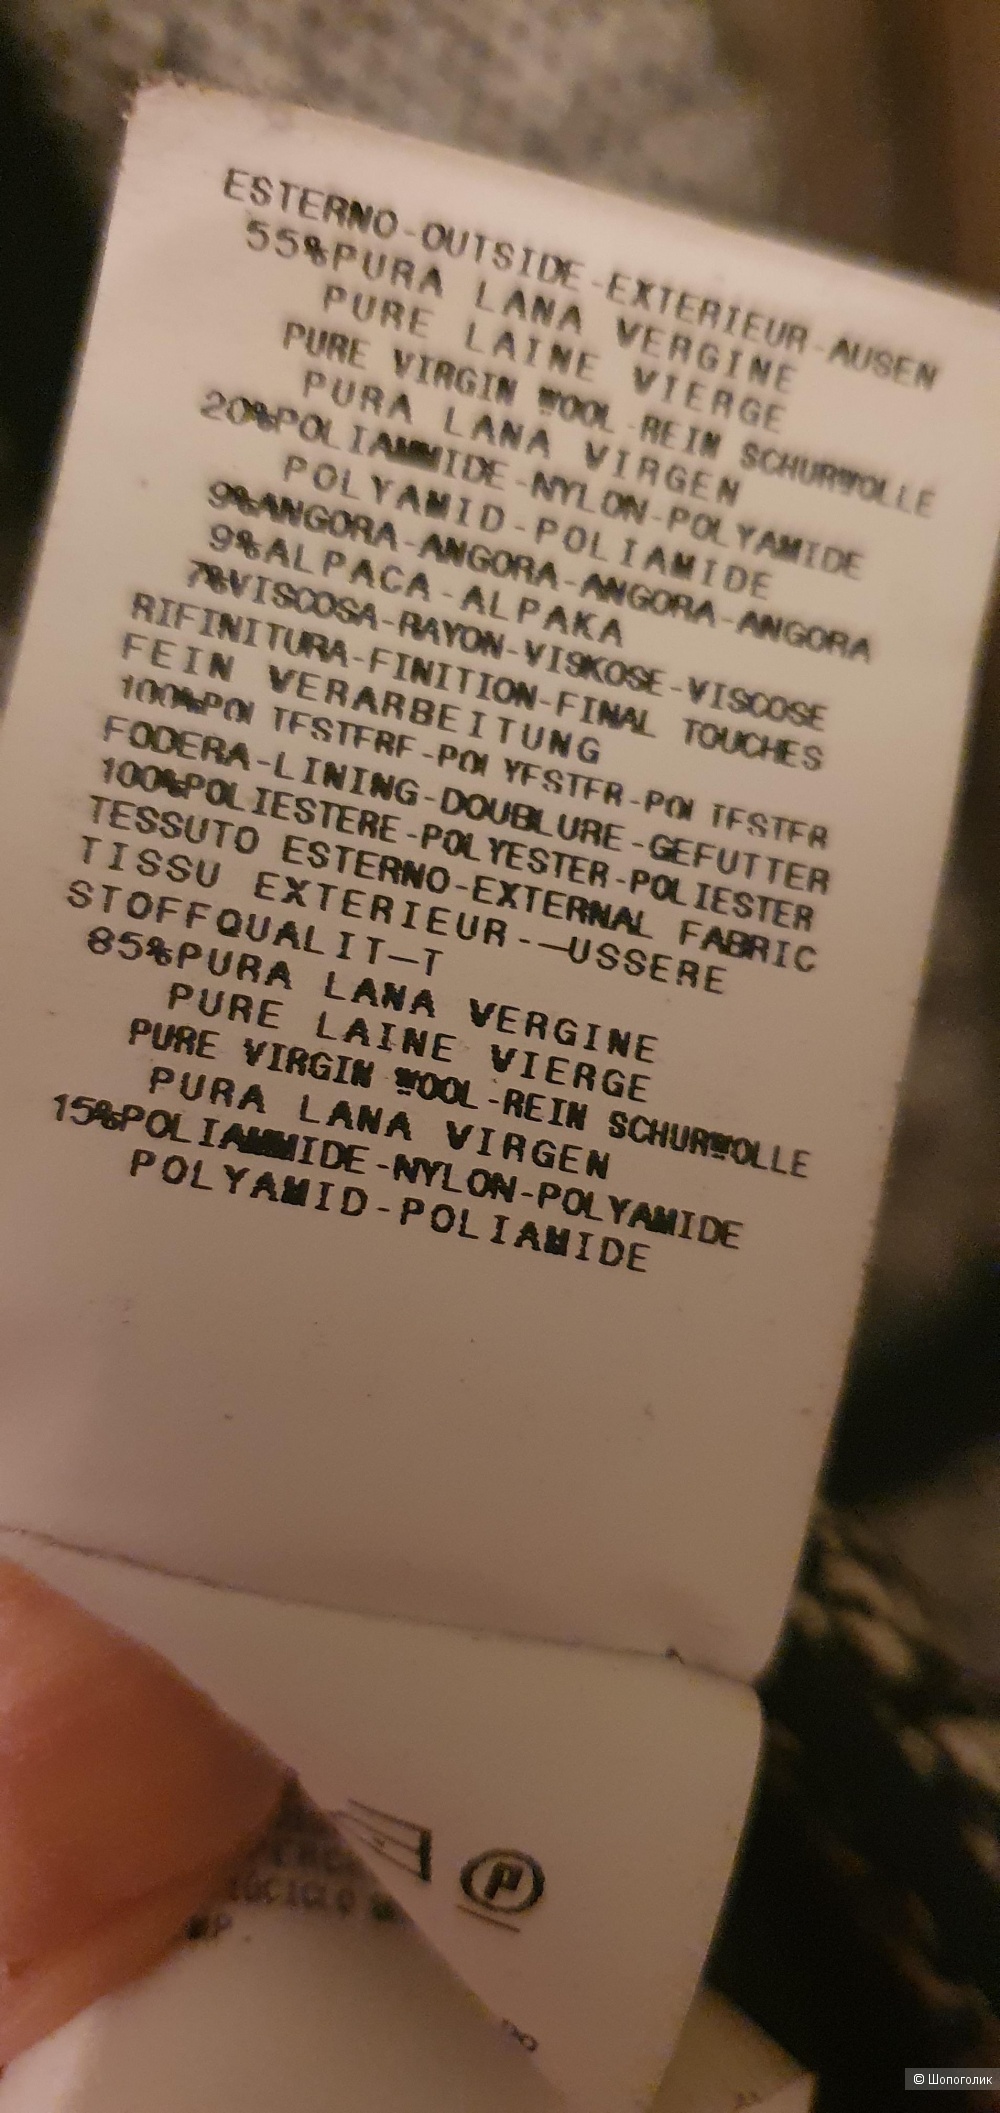 ESTERNO-OUTSIDE-EXTERIEUR-AUSEN
55%PURA LANA VERGINE
PURE LAINE VIERGE
PURE VIRGIN WOOL-REIN SCHURWOLLE
PURA LANA VIRGEN
20%POLIAMMIDE-NYLON-POLYAMIDE
POLYAMID-POLIAMIDE
9%ANGORA-ANGORA-ANGORA-ANGORA
9%ALPACA-ALPAKA
7%VISCOSA-RAYON-VISKOSE-VISCOSE
RIFINITURA-FINITION-FINAL TOUCHES
FEIN VERARBEITUNG
100%POLIESTERE-POLYESTER-POLIESTER
FODERA-LINING-DOUBLURE-GEFUTTER
100%POLIESTERE-POLYESTER-POLIESTER
TESSUTO ESTERNO-EXTERNAL FABRIC
TISSU EXTERIEUR-—USSERE
STOFFQUALIT—T
85%PURA LANA VERGINE
PURE LAINE VIERGE
PURE VIRGIN WOOL-REIN SCHURWOLLE
PURA LANA VIRGEN
15%POLIAMMIDE-NYLON-POLYAMIDE
POLYAMID-POLIAMIDE
P
© Шопоголик